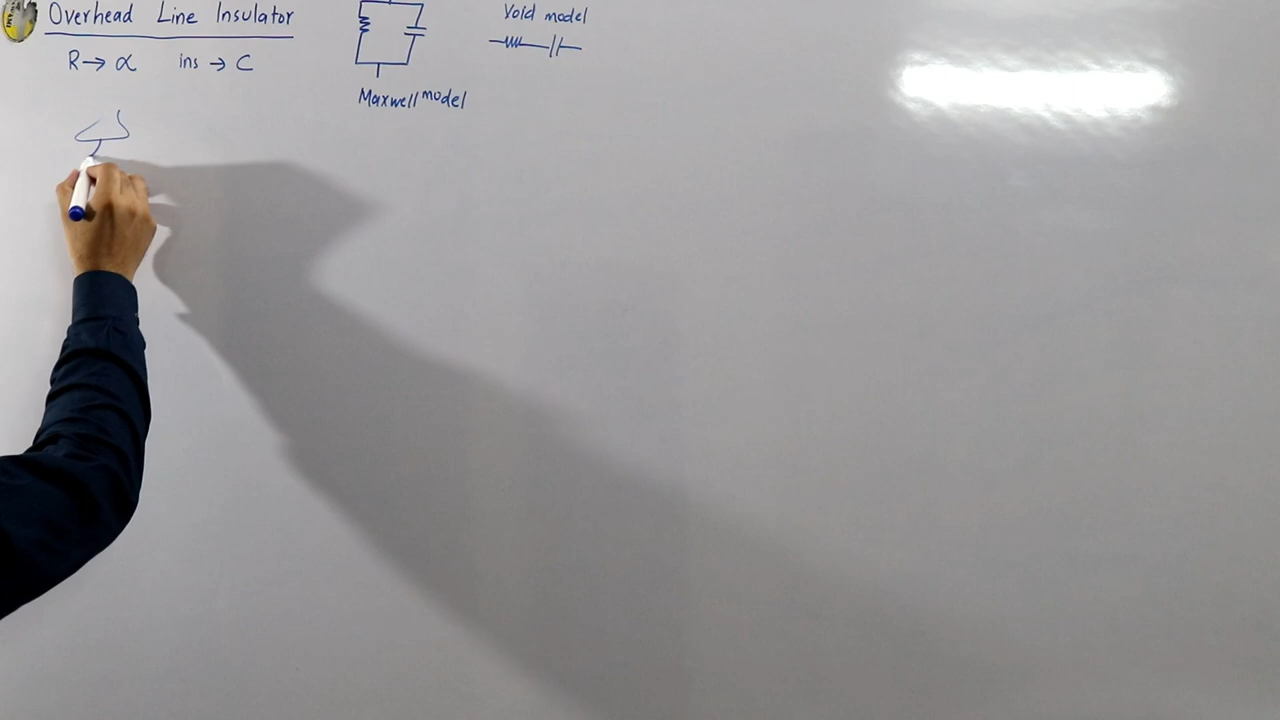 Overhead Line Insulator
R → α ins → C
Maxwell model
Void model